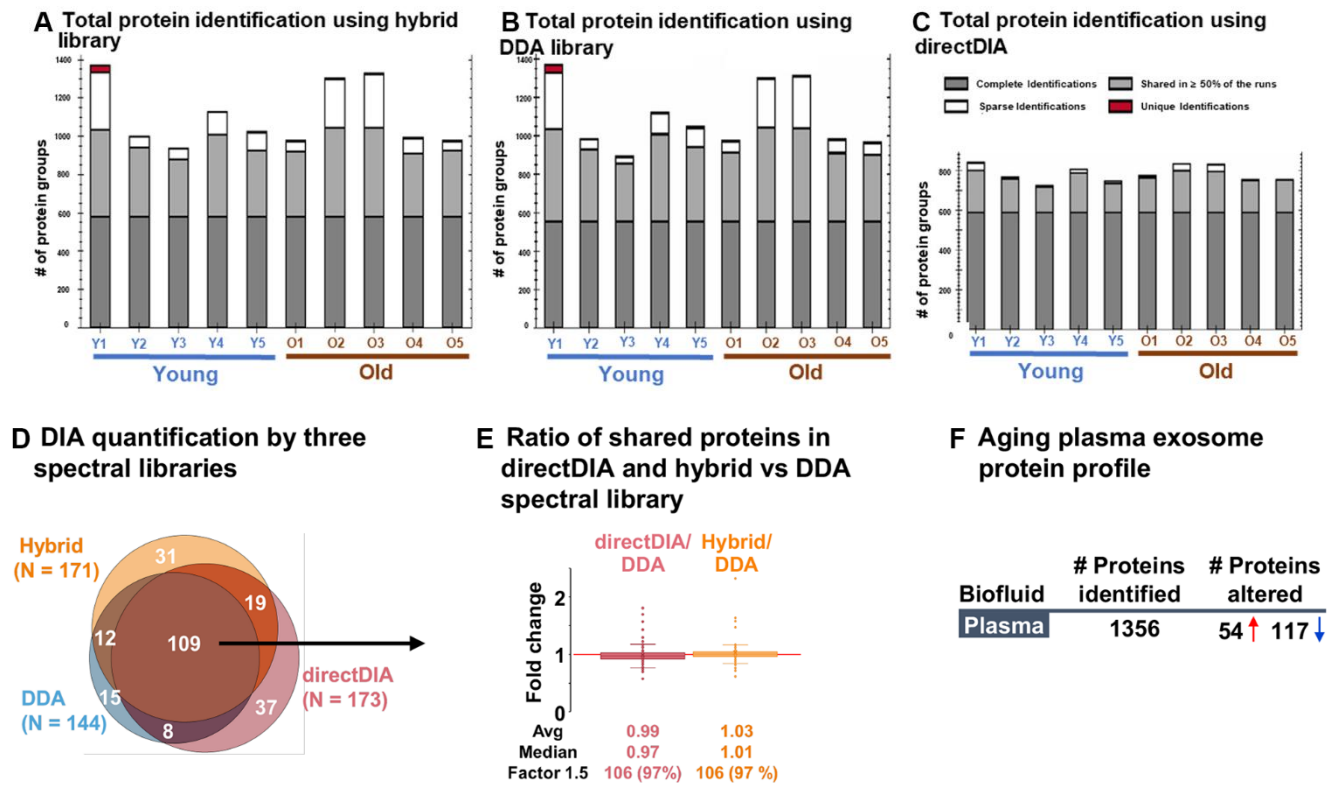 A Total protein identification using hybrid
library
# of protein groups
1400
1200
1000
800
600
400
200
0
Y1 Y2 Y3 Y4 Y5 O1 O2 O3 O4 O5
Young Old
B Total protein identification using
DDA library
# of protein groups
1400
1200
1000
800
600
400
200
0
Y1 Y2 Y3 Y4 Y5 O1 O2 O3 O4 O5
Young Old
C Total protein identification using
directDIA
Complete Identifications Shared in ≥ 50% of the runs
Sparse Identifications Unique Identifications
# of protein groups
800
600
400
200
0
Y1 Y2 Y3 Y4 Y5 O1 O2 O3 O4 O5
Young Old
D DIA quantification by three
spectral libraries
Hybrid
(N = 171)
31
19
12
109
directDIA
(N = 173)
DDA
(N = 144)
15
37
8
E Ratio of shared proteins in
directDIA and hybrid vs DDA
spectral library
directDIA/ Hybrid/
DDA DDA
Fold change
2
1
0
Avg 0.99 1.03
Median 0.97 1.01
Factor 1.5 106 (97%) 106 (97 %)
F Aging plasma exosome
protein profile
# Proteins # Proteins
Biofluid identified altered
Plasma 1356 54 ↑ 117 ↓